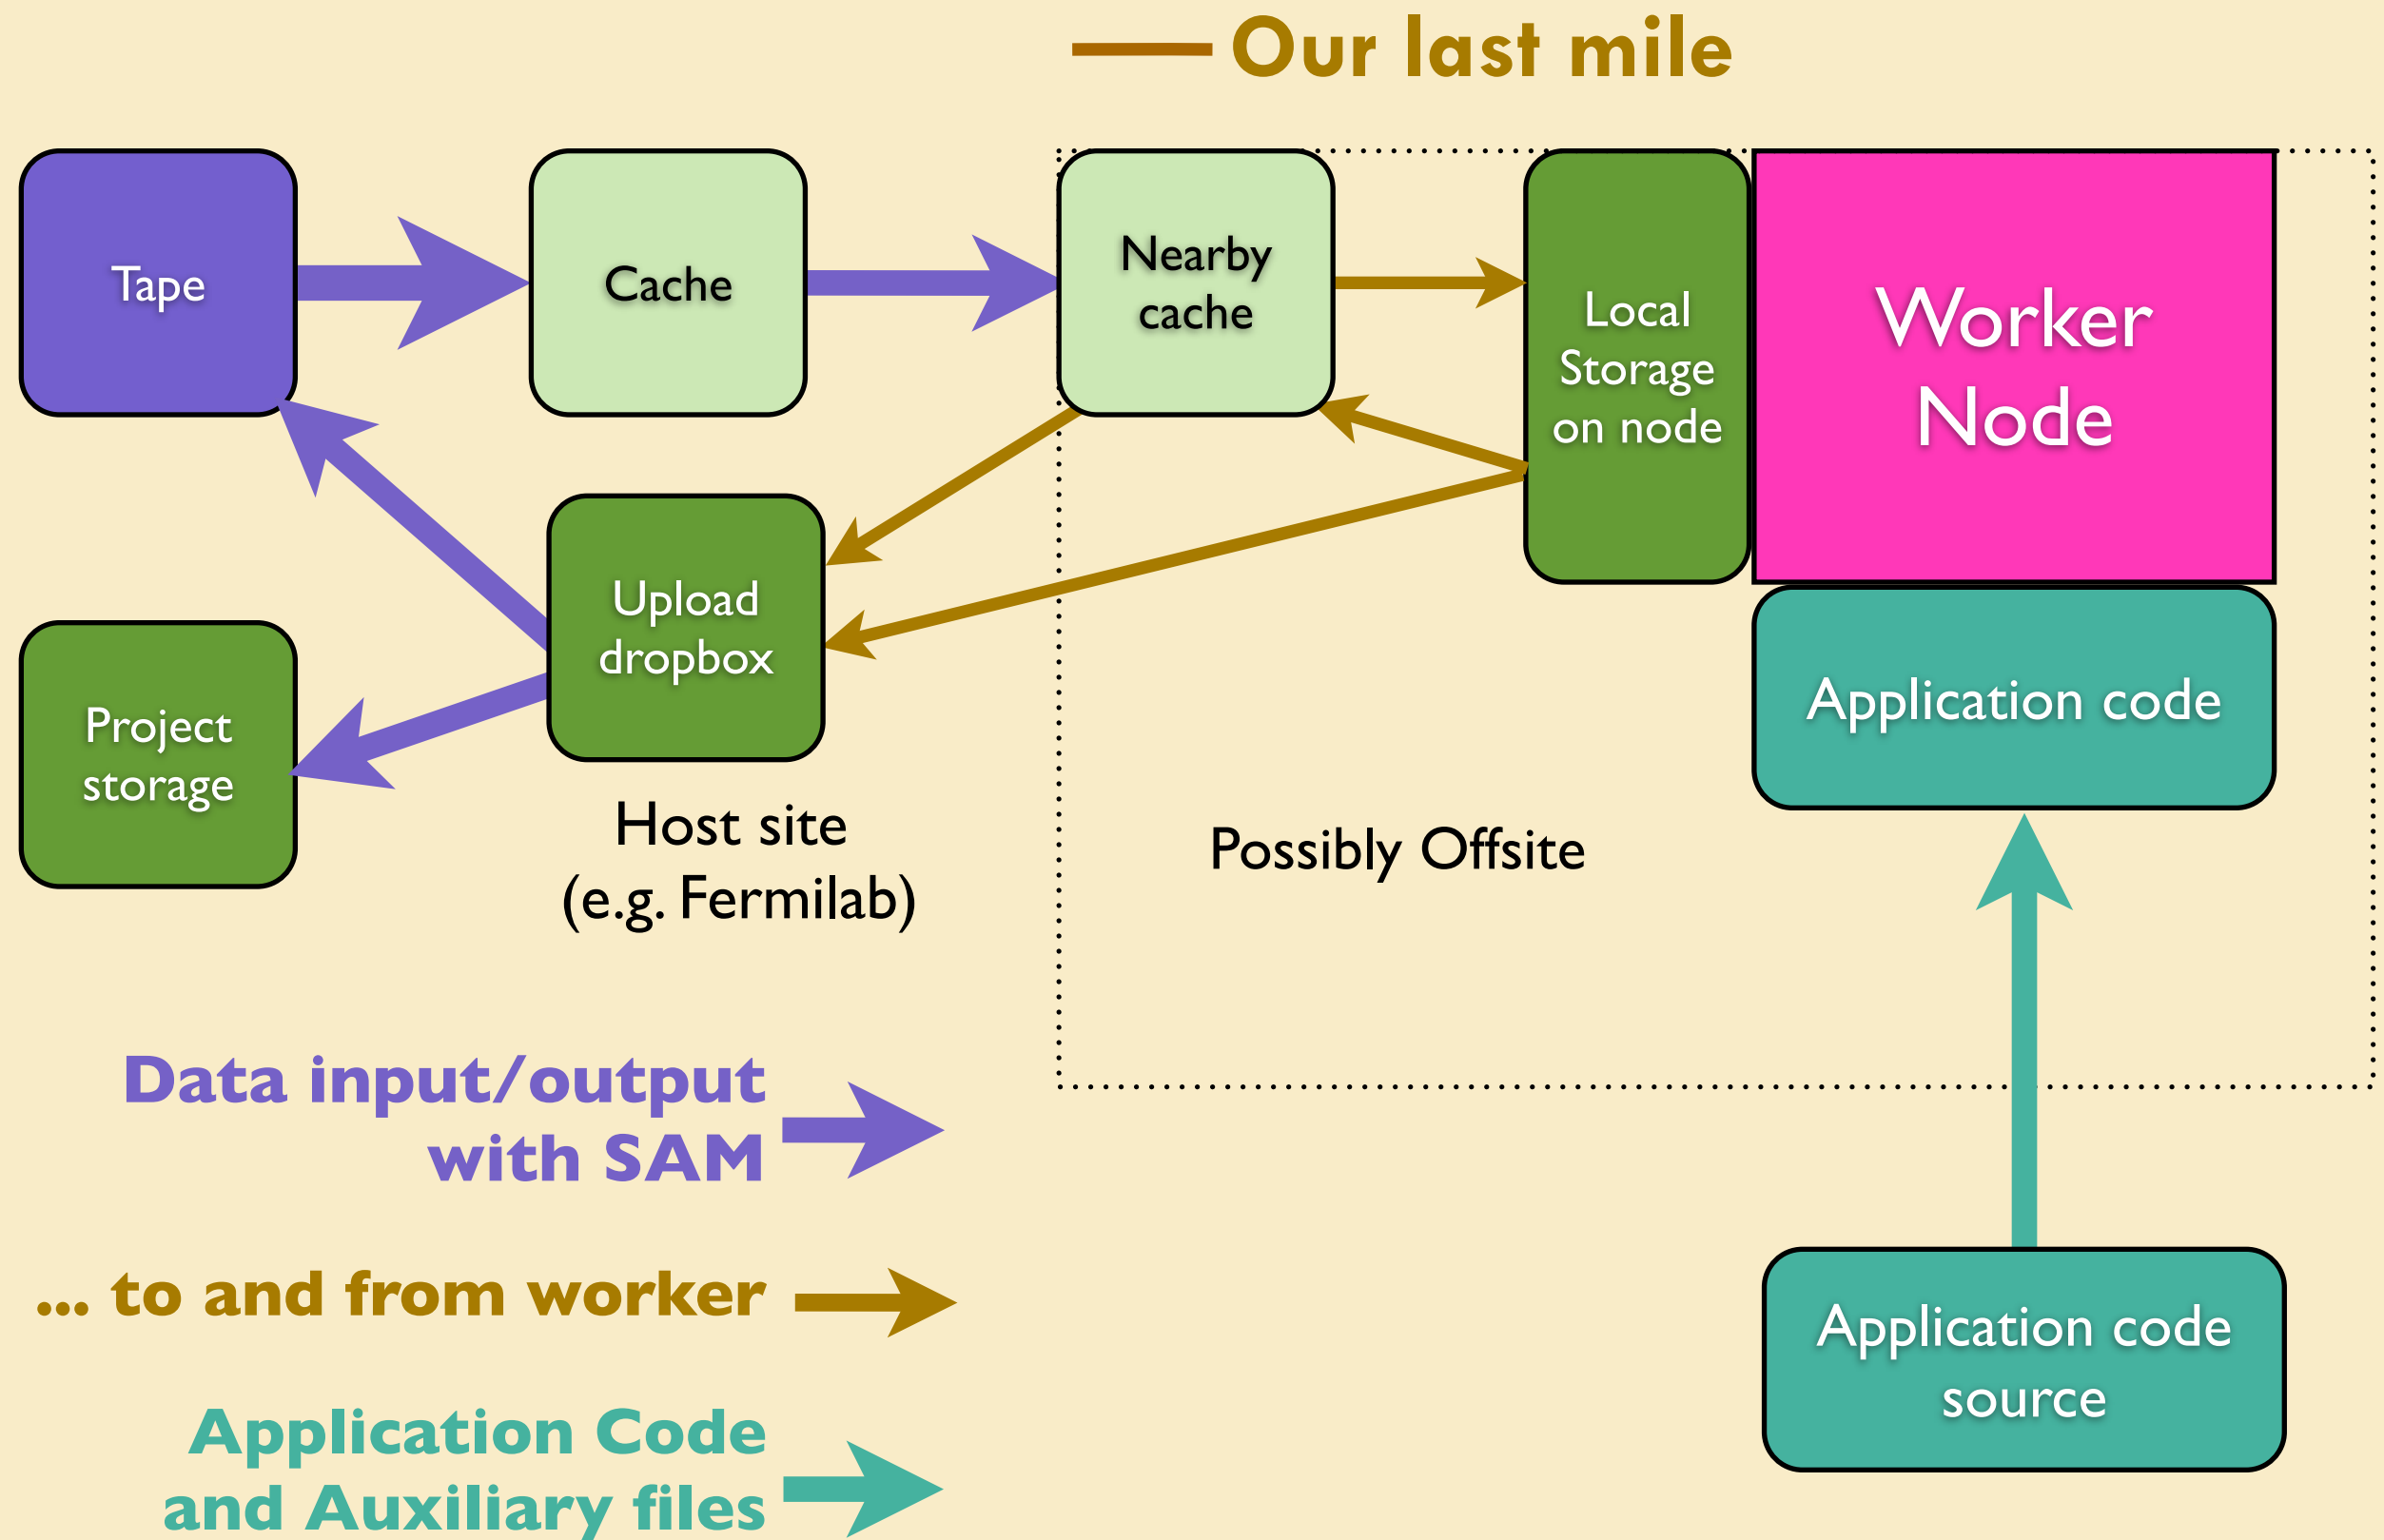 Our last mile
Tape
Cache
Nearby
cache
Local
Storage
on node
Worker
Node
Upload
dropbox
Project
storage
Application code
Host site
(e.g. Fermilab)
Possibly Offsite
Data input/output
with SAM
... to and from worker
Application Code
and Auxiliary files
Application code
source